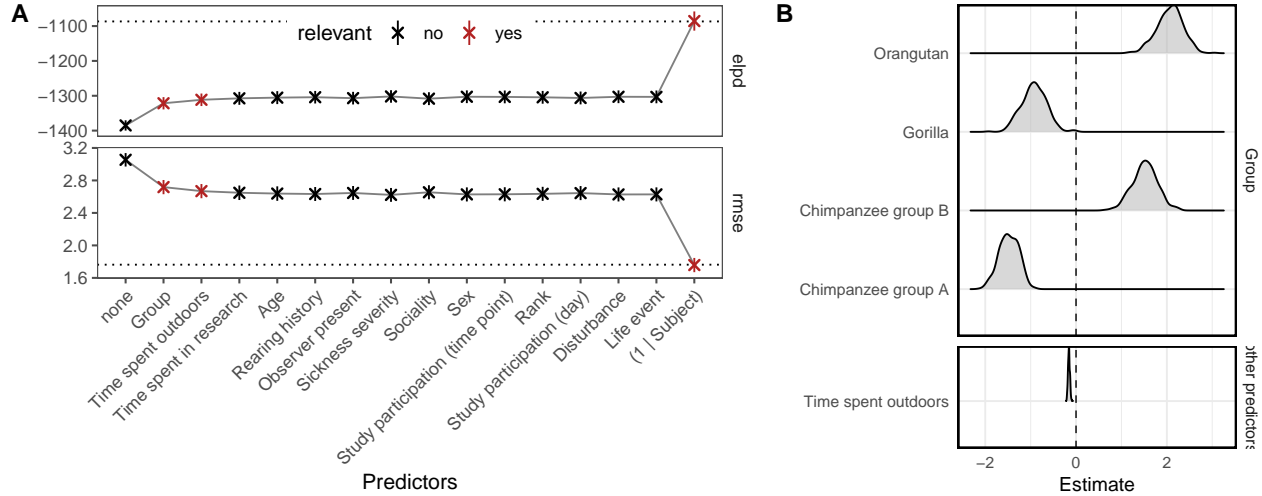 A
relevant
no
yes
−1100
−1200
−1300
−1400
elpd
3.2
2.8
2.4
2.0
1.6
rmse
none
Group
Time spent outdoors
Time spent in research
Age
Rearing history
Observer present
Sickness severity
Sociality
Sex
Study participation (time point)
Rank
Study participation (day)
Disturbance
Life event
(1 | Subject)
Predictors
B
Orangutan
Gorilla
Chimpanzee group B
Chimpanzee group A
Group
Time spent outdoors
other predictors
−2
0
2
Estimate